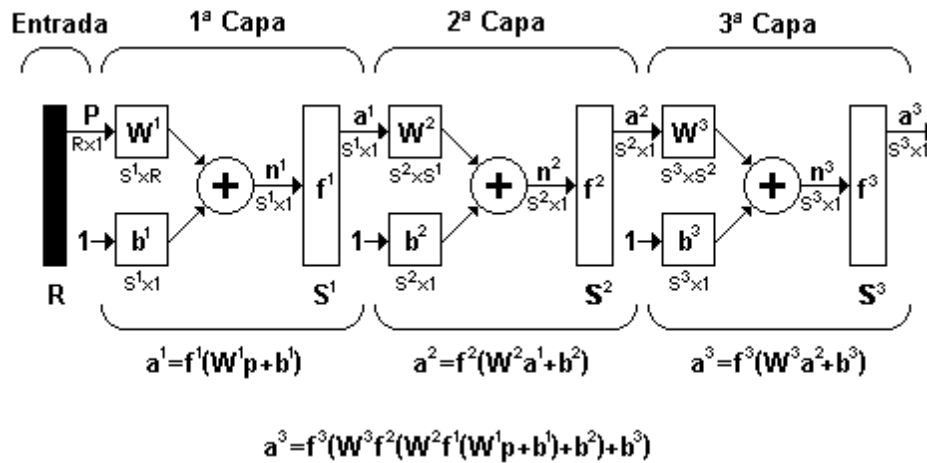 Entrada 1ª Capa 2ª Capa 3ª Capa
P a¹ a² a³
W¹ W² W³
R×1 S¹×1 S²×1 S³×1
S¹×R S²×S¹ S³×S²
+ n¹ f¹ + n² f² + n³ f³
S¹×1 S²×1 S³×1
1 b¹ 1 b² 1 b³
S¹×1 S²×1 S³×1
R S¹ S² S³
a¹=f¹(W¹p+b¹) a²=f²(W²a¹+b²) a³=f³(W³a²+b³)
a³=f³(W³f²(W²f¹(W¹p+b¹)+b²)+b³)